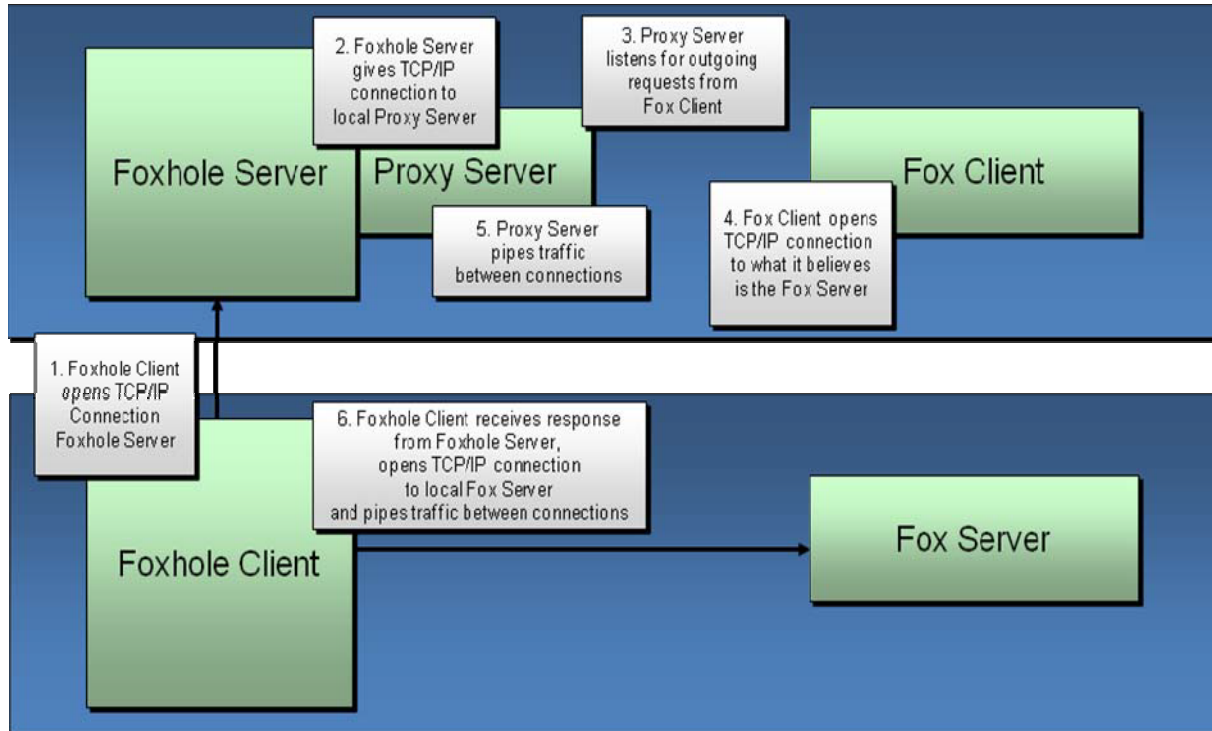 2. Foxhole Server
gives TCP/IP
connection to
local Proxy Server
3. Proxy Server
listens for outgoing
requests from
Fox Client
Foxhole Server
Proxy Server
Fox Client
5. Proxy Server
pipes traffic
between connections
4. Fox Client opens
TCP/IP connection
to what it believes
is the Fox Server
1. Foxhole Client
opens TCP/IP
Connection
Foxhole Server
6. Foxhole Client receives response
from Foxhole Server,
opens TCP/IP connection
to local Fox Server
and pipes traffic between connections
Foxhole Client
Fox Server